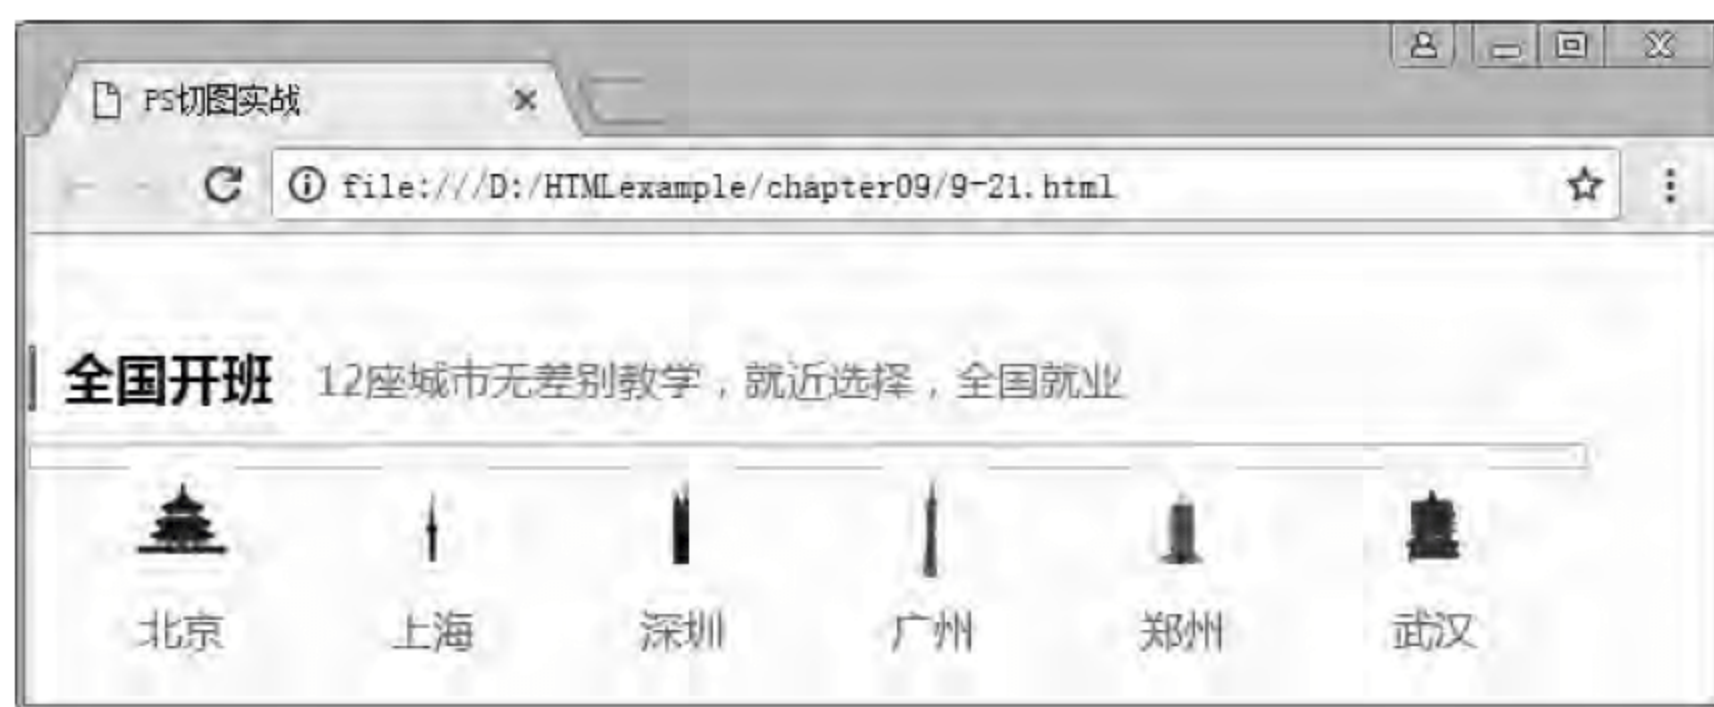 PS切图实战
file:///D:/HTMLexample/chapter09/9-21.html
全国开班 12座城市无差别教学，就近选择，全国就业
北京 上海 深圳 广州 郑州 武汉